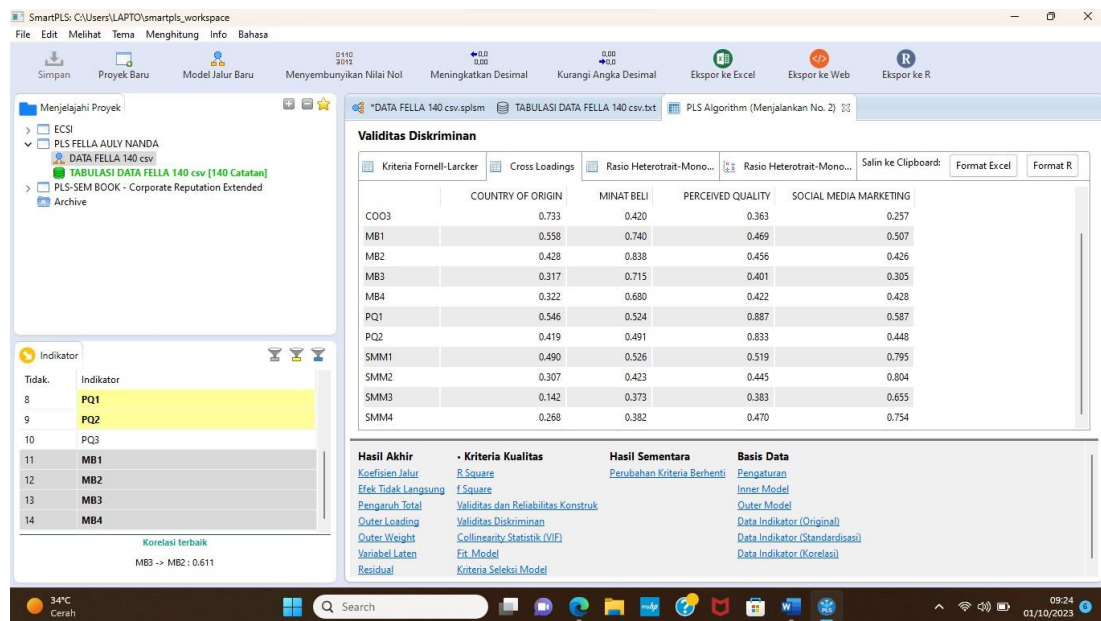 SmartPLS: C:\Users\LAPTO\smartpls_workspace
File Edit Melihat Tema Menghitung Info Bahasa
Simpan Proyek Baru Model Jalur Baru Menyembunyikan Nilai Nol Meningkatkan Desimal Kurangi Angka Desimal Ekspor ke Excel Ekspor ke Web Ekspor ke R
Menjelajahi Proyek
ECSI
PLS FELLA AULY NANDA
DATA FELLA 140 csv
TABULASI DATA FELLA 140 csv [140 Catatan]
PLS-SEM BOOK - Corporate Reputation Extended
Archive
Indikator
Tidak. Indikator
8 PQ1
9 PQ2
10 PQ3
11 MB1
12 MB2
13 MB3
14 MB4
Korelasi terbaik
MB3 -> MB2 : 0.611
*DATA FELLA 140 csv.splsm TABULASI DATA FELLA 140 csv.txt PLS Algorithm (Menjalankan No. 2)
Validitas Diskriminan
Kriteria Fornell-Larcker Cross Loadings Rasio Heterotrait-Mono... Rasio Heterotrait-Mono... Salin ke Clipboard: Format Excel Format R
COUNTRY OF ORIGIN MINAT BELI PERCEIVED QUALITY SOCIAL MEDIA MARKETING
COO3 0.733 0.420 0.363 0.257
MB1 0.558 0.740 0.469 0.507
MB2 0.428 0.838 0.456 0.426
MB3 0.317 0.715 0.401 0.305
MB4 0.322 0.680 0.422 0.428
PQ1 0.546 0.524 0.887 0.587
PQ2 0.419 0.491 0.833 0.448
SMM1 0.490 0.526 0.519 0.795
SMM2 0.307 0.423 0.445 0.804
SMM3 0.142 0.373 0.383 0.655
SMM4 0.268 0.382 0.470 0.754
Hasil Akhir · Kriteria Kualitas Hasil Sementara Basis Data
Koefisien Jalur R Square Perubahan Kriteria Berhenti Pengaturan
Efek Tidak Langsung f Square Inner Model
Pengaruh Total Validitas dan Reliabilitas Konstruk Outer Model
Outer Loading Validitas Diskriminan Data Indikator (Original)
Outer Weight Collinearity Statistik (VIF) Data Indikator (Standardisasi)
Variabel Laten Fit Model Data Indikator (Korelasi)
Residual Kriteria Seleksi Model
34°C
Cerah
Search
09:24
01/10/2023